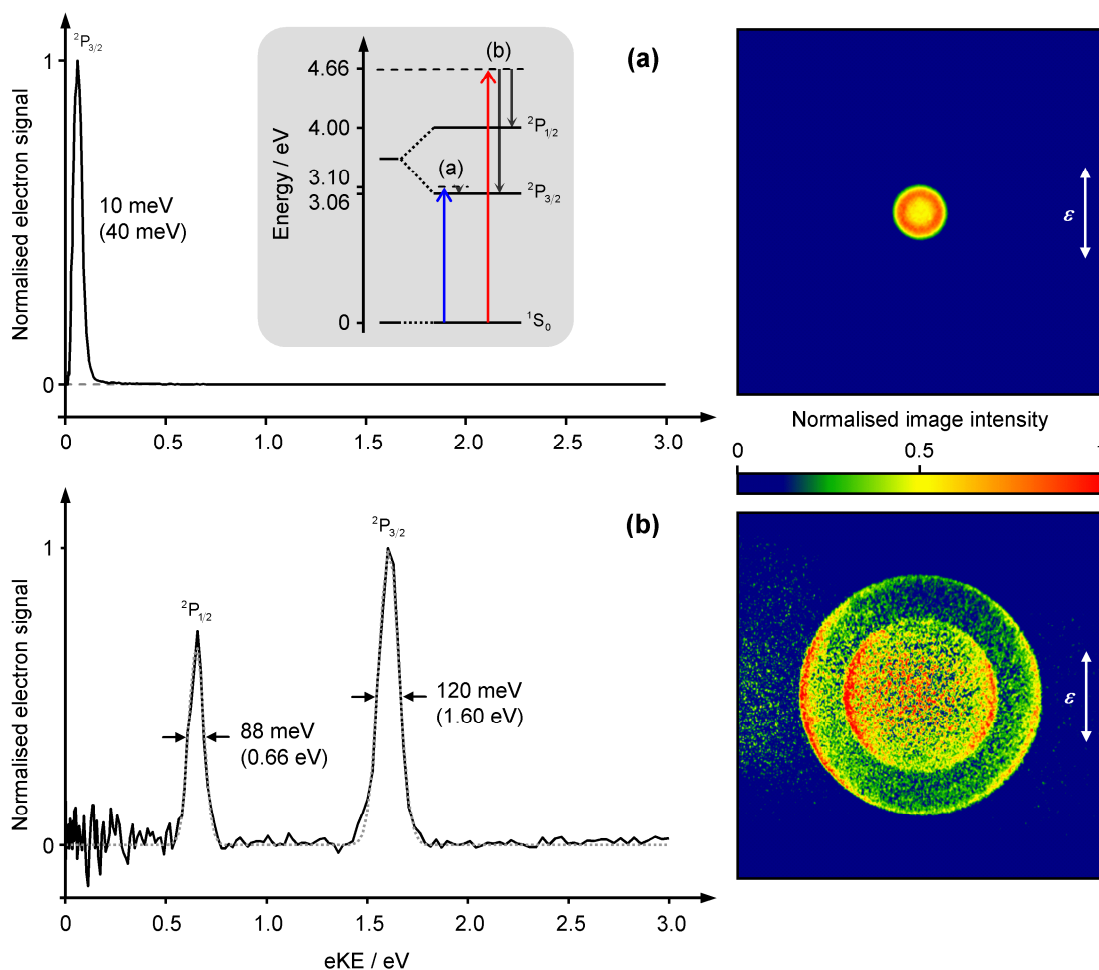 Normalised electron signal
1
0
²P₃/₂
10 meV
(40 meV)
0
0.5
1.0
1.5
2.0
2.5
3.0
Energy / eV
4.66
4.00
3.10
3.06
0
(b)
(a)
²P₁/₂
²P₃/₂
¹S₀
(a)
ε
Normalised image intensity
0
0.5
Normalised electron signal
1
0
²P₁/₂
88 meV
(0.66 eV)
²P₃/₂
120 meV
(1.60 eV)
(b)
0
0.5
1.0
1.5
2.0
2.5
3.0
eKE / eV
ε